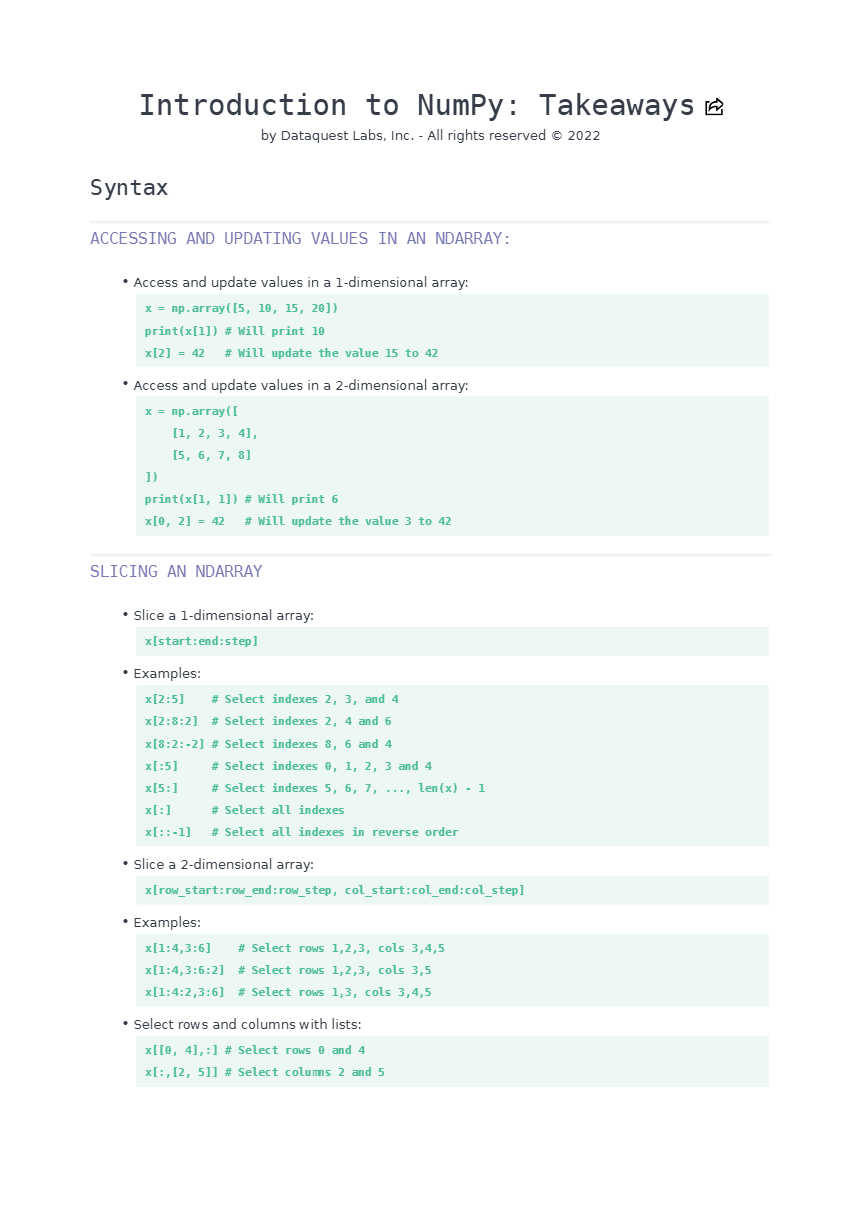 Introduction to NumPy: Takeaways
by Dataquest Labs, Inc. - All rights reserved © 2022
Syntax
ACCESSING AND UPDATING VALUES IN AN NDARRAY:
• Access and update values in a 1-dimensional array:
x = np.array([5, 10, 15, 20])
print(x[1]) # Will print 10
x[2] = 42   # Will update the value 15 to 42
• Access and update values in a 2-dimensional array:
x = np.array([
    [1, 2, 3, 4],
    [5, 6, 7, 8]
])
print(x[1, 1]) # Will print 6
x[0, 2] = 42   # Will update the value 3 to 42
SLICING AN NDARRAY
• Slice a 1-dimensional array:
x[start:end:step]
• Examples:
x[2:5]    # Select indexes 2, 3, and 4
x[2:8:2]  # Select indexes 2, 4 and 6
x[8:2:-2] # Select indexes 8, 6 and 4
x[:5]     # Select indexes 0, 1, 2, 3 and 4
x[5:]     # Select indexes 5, 6, 7, ..., len(x) - 1
x[:]      # Select all indexes
x[::-1]   # Select all indexes in reverse order
• Slice a 2-dimensional array:
x[row_start:row_end:row_step, col_start:col_end:col_step]
• Examples:
x[1:4,3:6]    # Select rows 1,2,3, cols 3,4,5
x[1:4,3:6:2]  # Select rows 1,2,3, cols 3,5
x[1:4:2,3:6]  # Select rows 1,3, cols 3,4,5
• Select rows and columns with lists:
x[[0, 4],:] # Select rows 0 and 4
x[:,[2, 5]] # Select columns 2 and 5